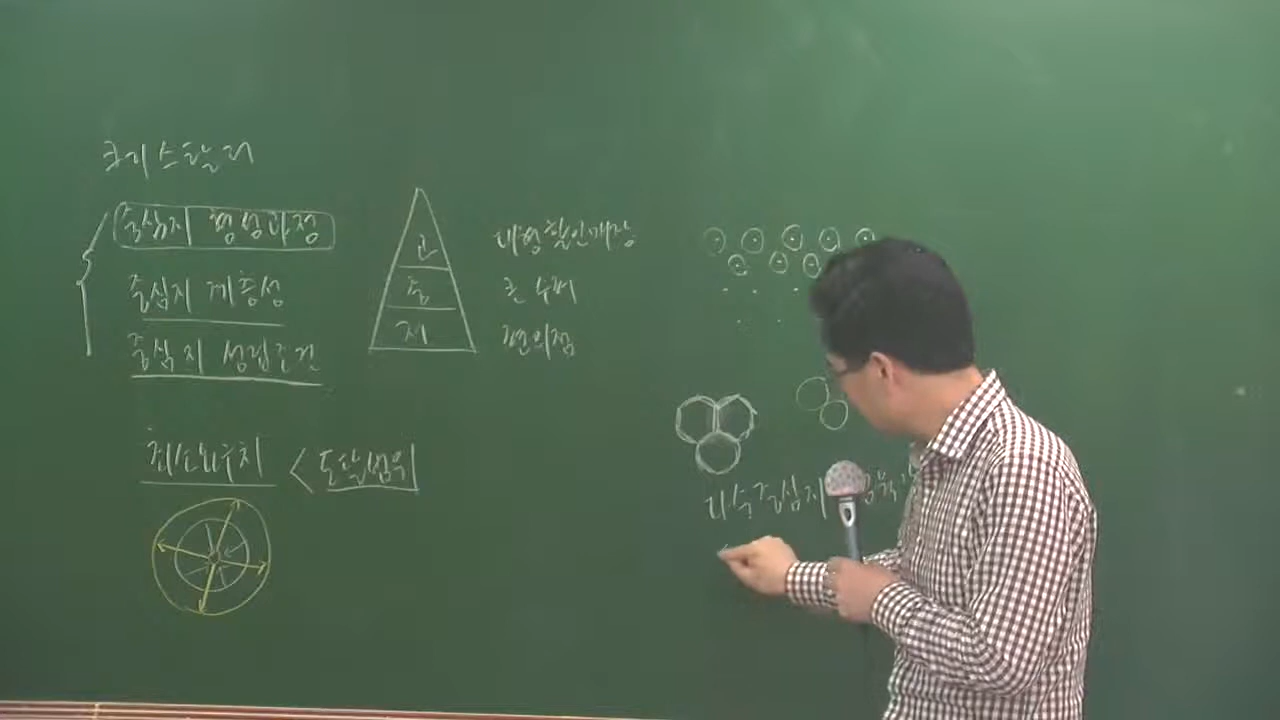 크리스탈러
중심지 형성과정
중심지 계층성
중심지 성립조건
최소요구치 < 도달범위
고
중
저
대형할인매장
큰 수퍼
편의점
다수 중심지